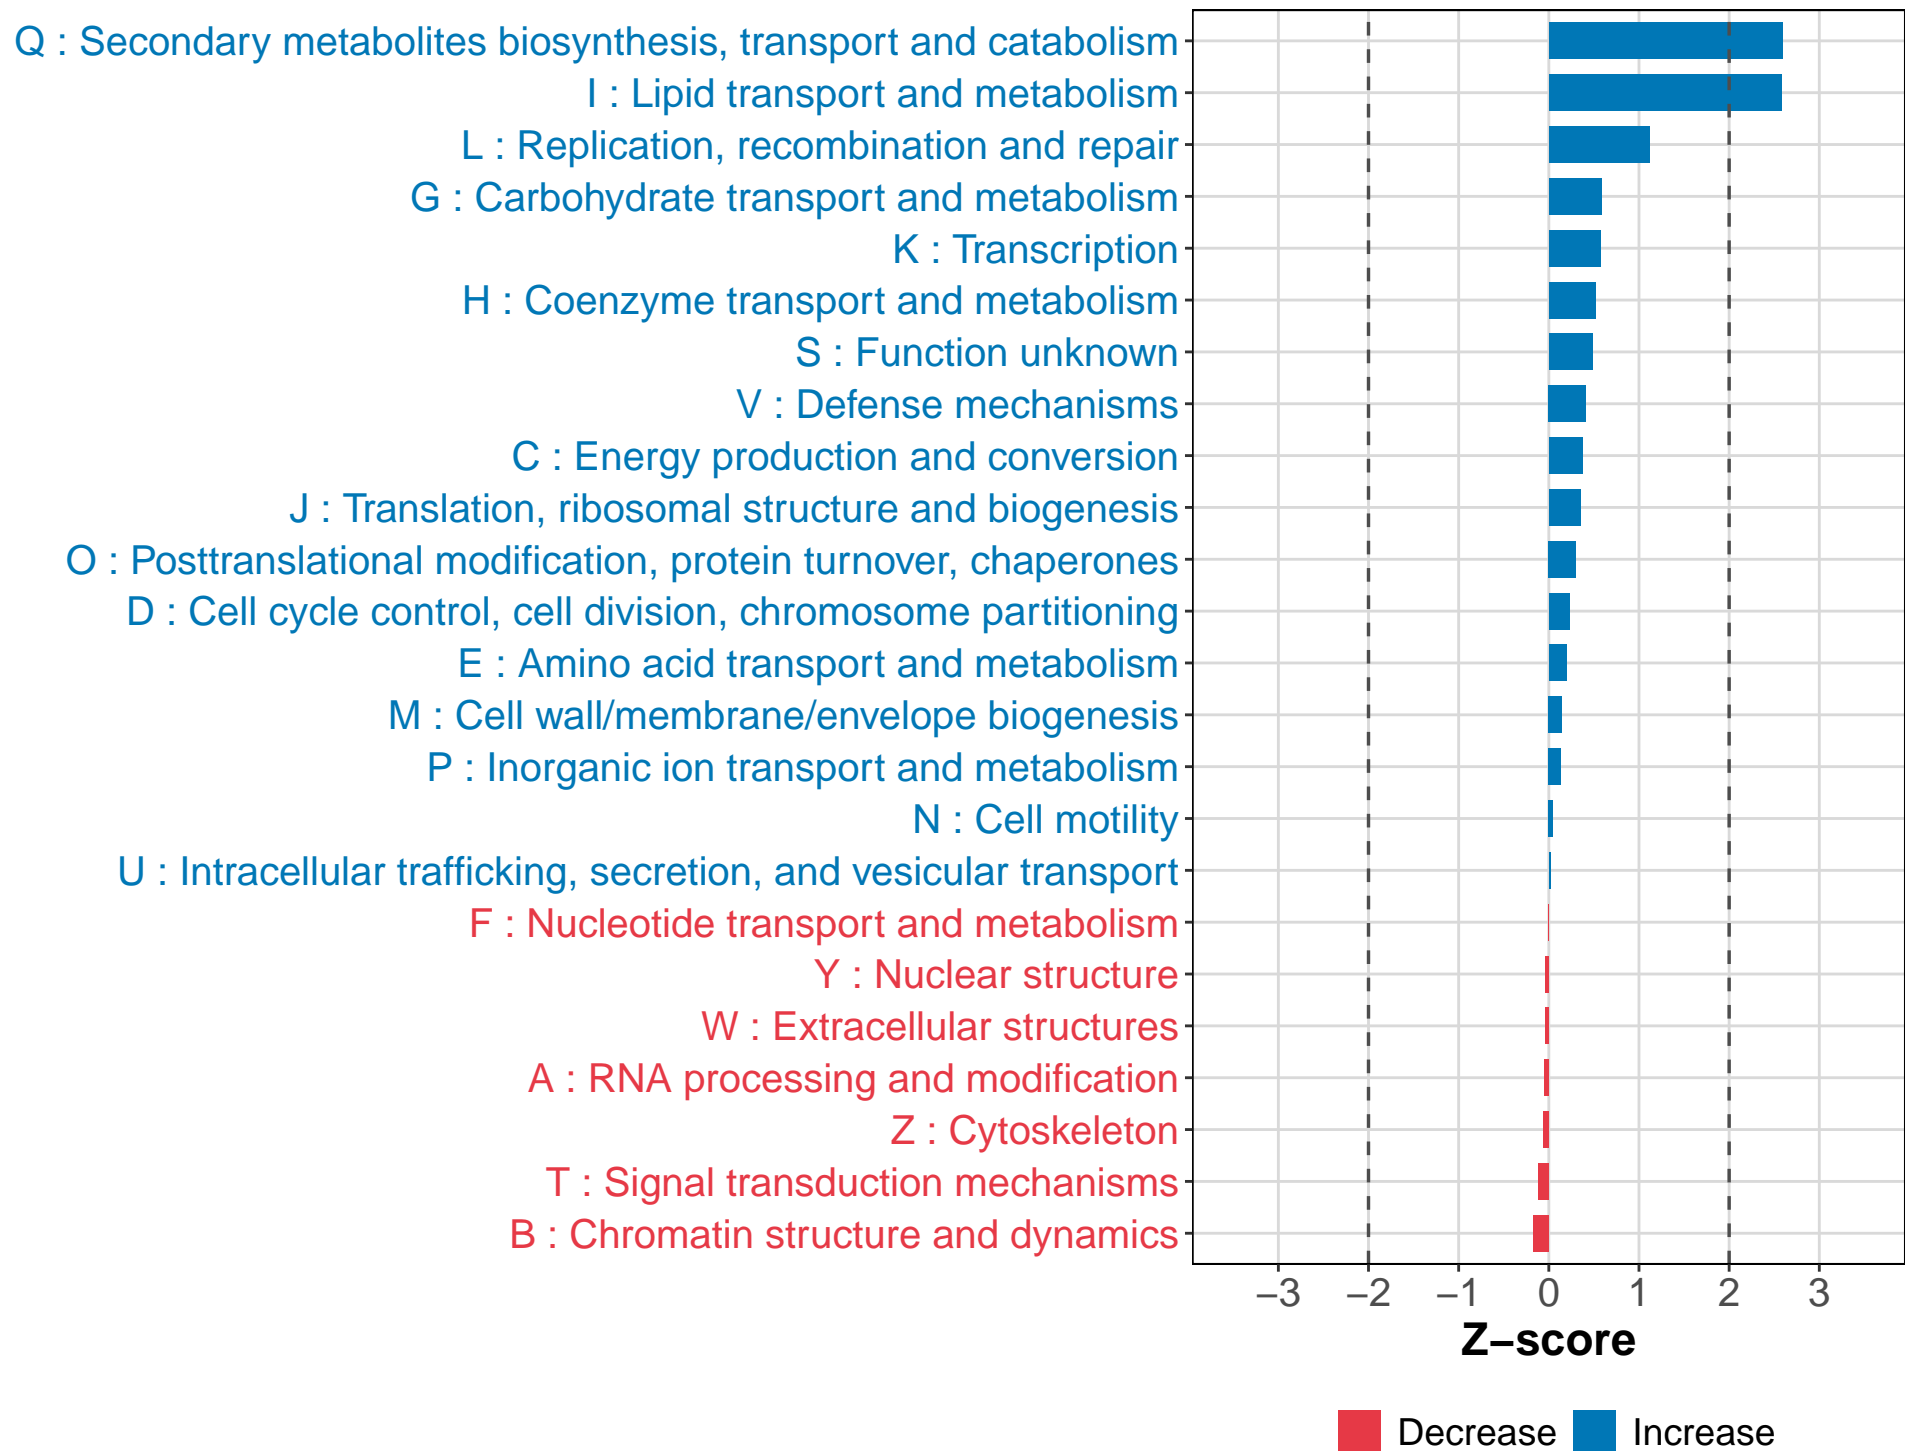 Q : Secondary metabolites biosynthesis, transport and catabolism
I : Lipid transport and metabolism
L : Replication, recombination and repair
G : Carbohydrate transport and metabolism
K : Transcription
H : Coenzyme transport and metabolism
S : Function unknown
V : Defense mechanisms
C : Energy production and conversion
J : Translation, ribosomal structure and biogenesis
O : Posttranslational modification, protein turnover, chaperones
D : Cell cycle control, cell division, chromosome partitioning
E : Amino acid transport and metabolism
M : Cell wall/membrane/envelope biogenesis
P : Inorganic ion transport and metabolism
N : Cell motility
U : Intracellular trafficking, secretion, and vesicular transport
F : Nucleotide transport and metabolism
Y : Nuclear structure
W : Extracellular structures
A : RNA processing and modification
Z : Cytoskeleton
T : Signal transduction mechanisms
B : Chromatin structure and dynamics
−3 −2 −1 0 1 2 3
Z−score
Decrease Increase